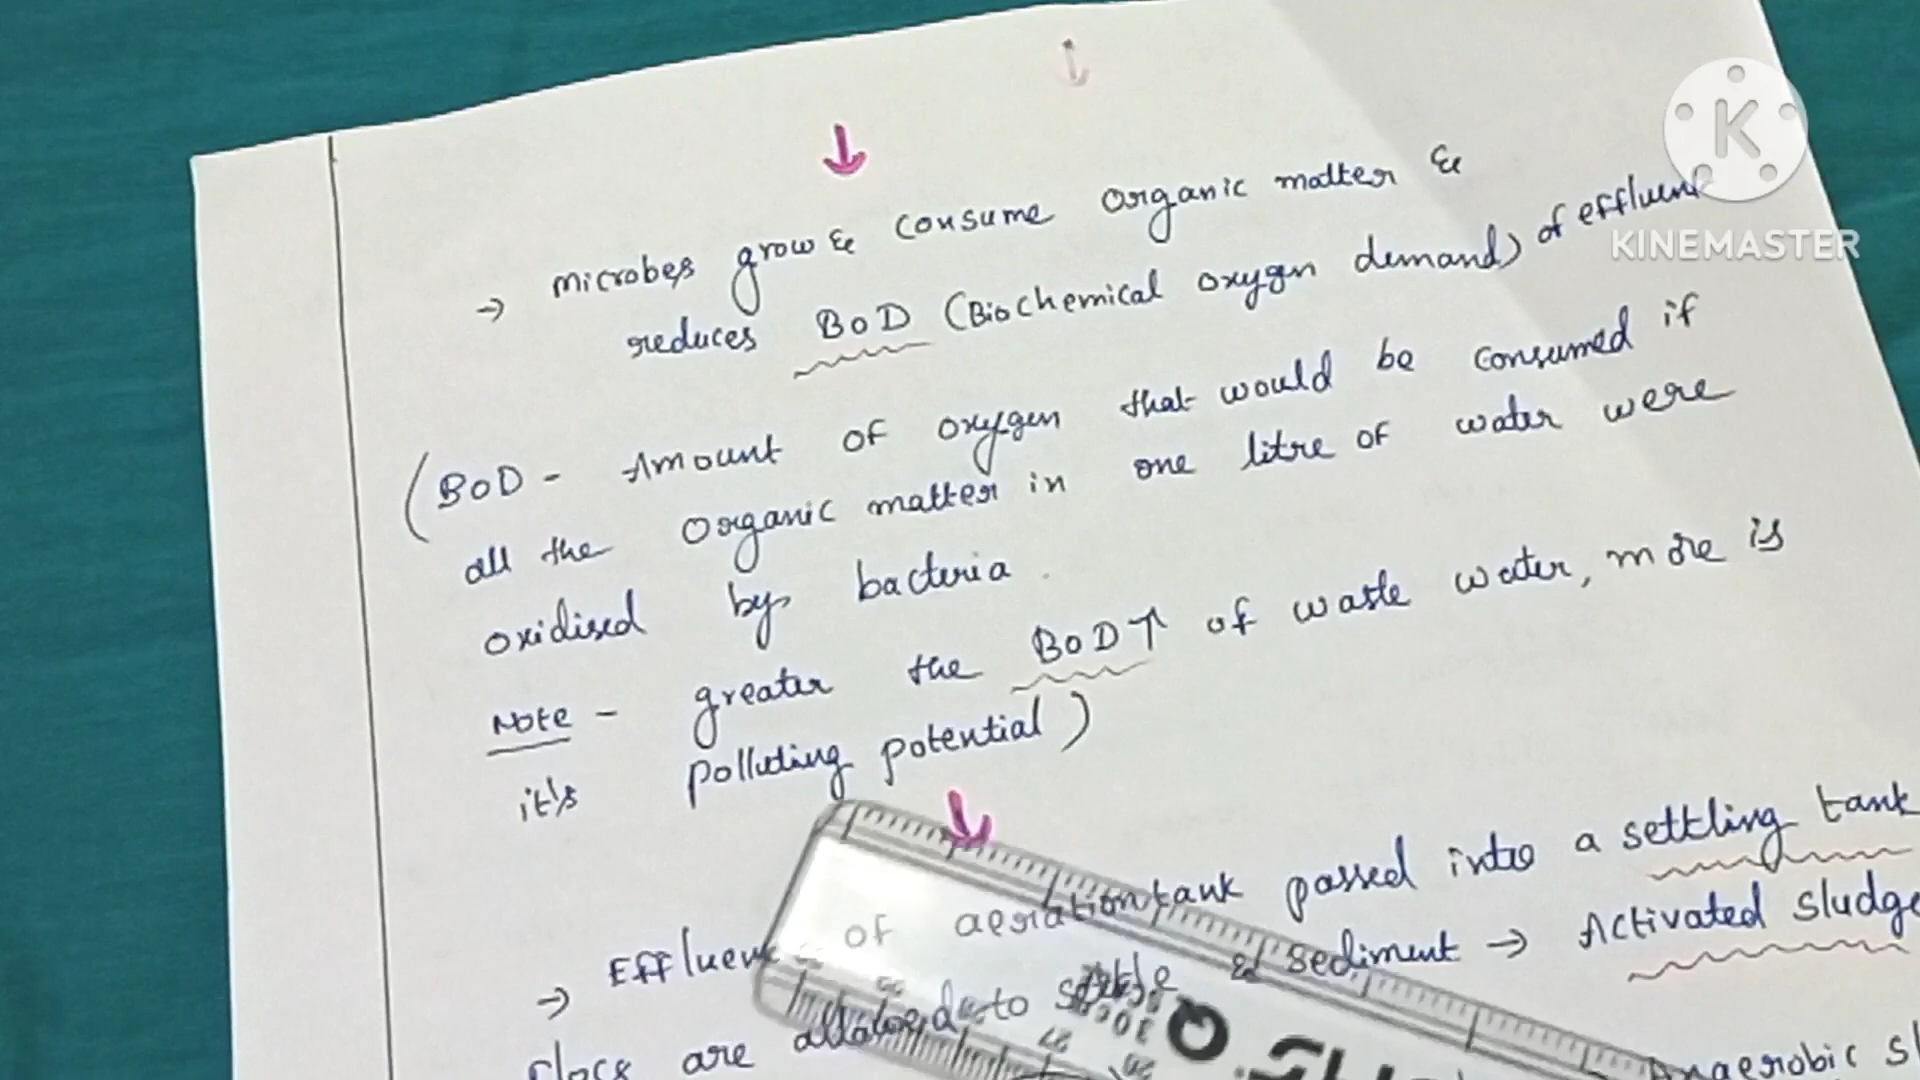 KINEMASTER
→ microbes grow & consume organic matter &
reduces BOD (Biochemical oxygen demand) of effluent
(BOD - Amount of oxygen that would be consumed if
all the organic matter in one litre of water were
oxidised by bacteria.
Note - greater the BOD↑ of waste water, more is
it's polluting potential)
→ Effluent of aeration tank passed into a settling tank
flocs are allowed to settle & sediment → Activated sludge
Anaerobic